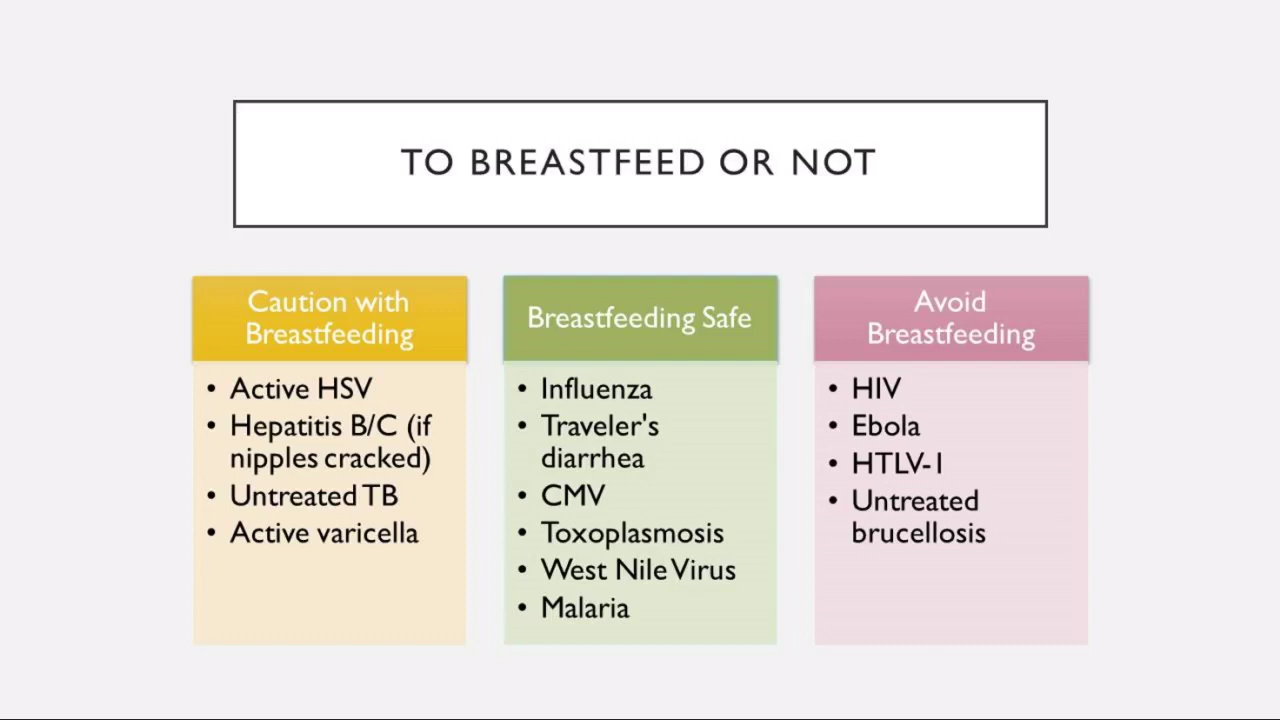 TO BREASTFEED OR NOT
Caution with
Breastfeeding
• Active HSV
• Hepatitis B/C (if
nipples cracked)
• Untreated TB
• Active varicella
Breastfeeding Safe
• Influenza
• Traveler's
diarrhea
• CMV
• Toxoplasmosis
• West Nile Virus
• Malaria
Avoid
Breastfeeding
• HIV
• Ebola
• HTLV-1
• Untreated
brucellosis